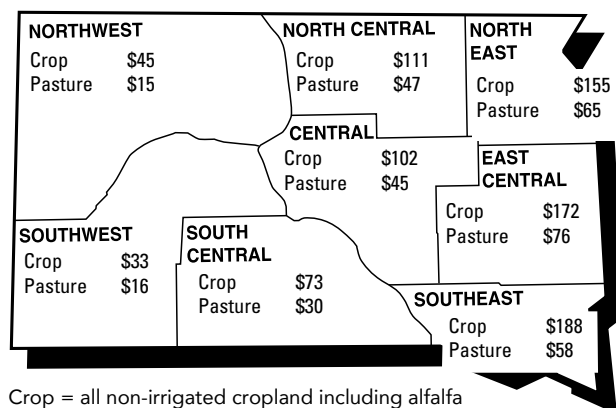 NORTHWEST
Crop $45
Pasture $15
NORTH CENTRAL
Crop $111
Pasture $47
NORTH
EAST
Crop $155
Pasture $65
CENTRAL
Crop $102
Pasture $45
EAST
CENTRAL
Crop $172
Pasture $76
SOUTHWEST
Crop $33
Pasture $16
SOUTH
CENTRAL
Crop $73
Pasture $30
SOUTHEAST
Crop $188
Pasture $58
Crop = all non-irrigated cropland including alfalfa